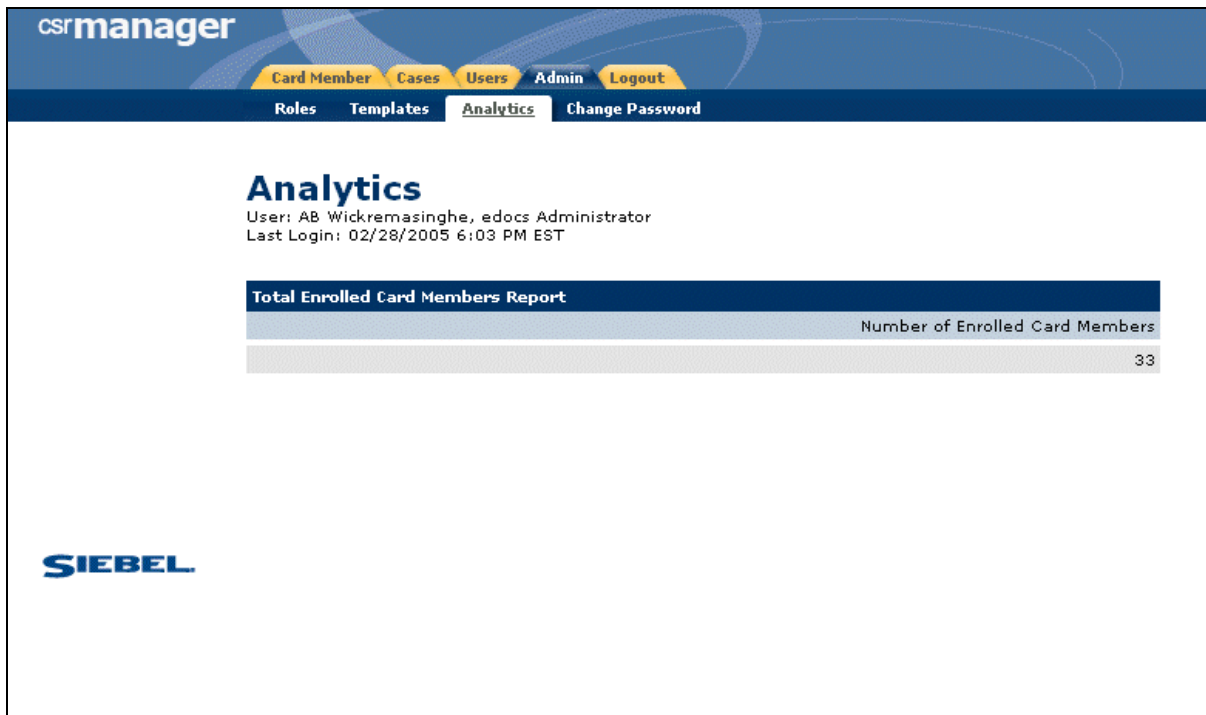 csrmanager
Card Member Cases Users Admin Logout
Roles Templates Analytics Change Password
Analytics
User: AB Wickremasinghe, edocs Administrator
Last Login: 02/28/2005 6:03 PM EST
Total Enrolled Card Members Report
Number of Enrolled Card Members
33
SIEBEL.